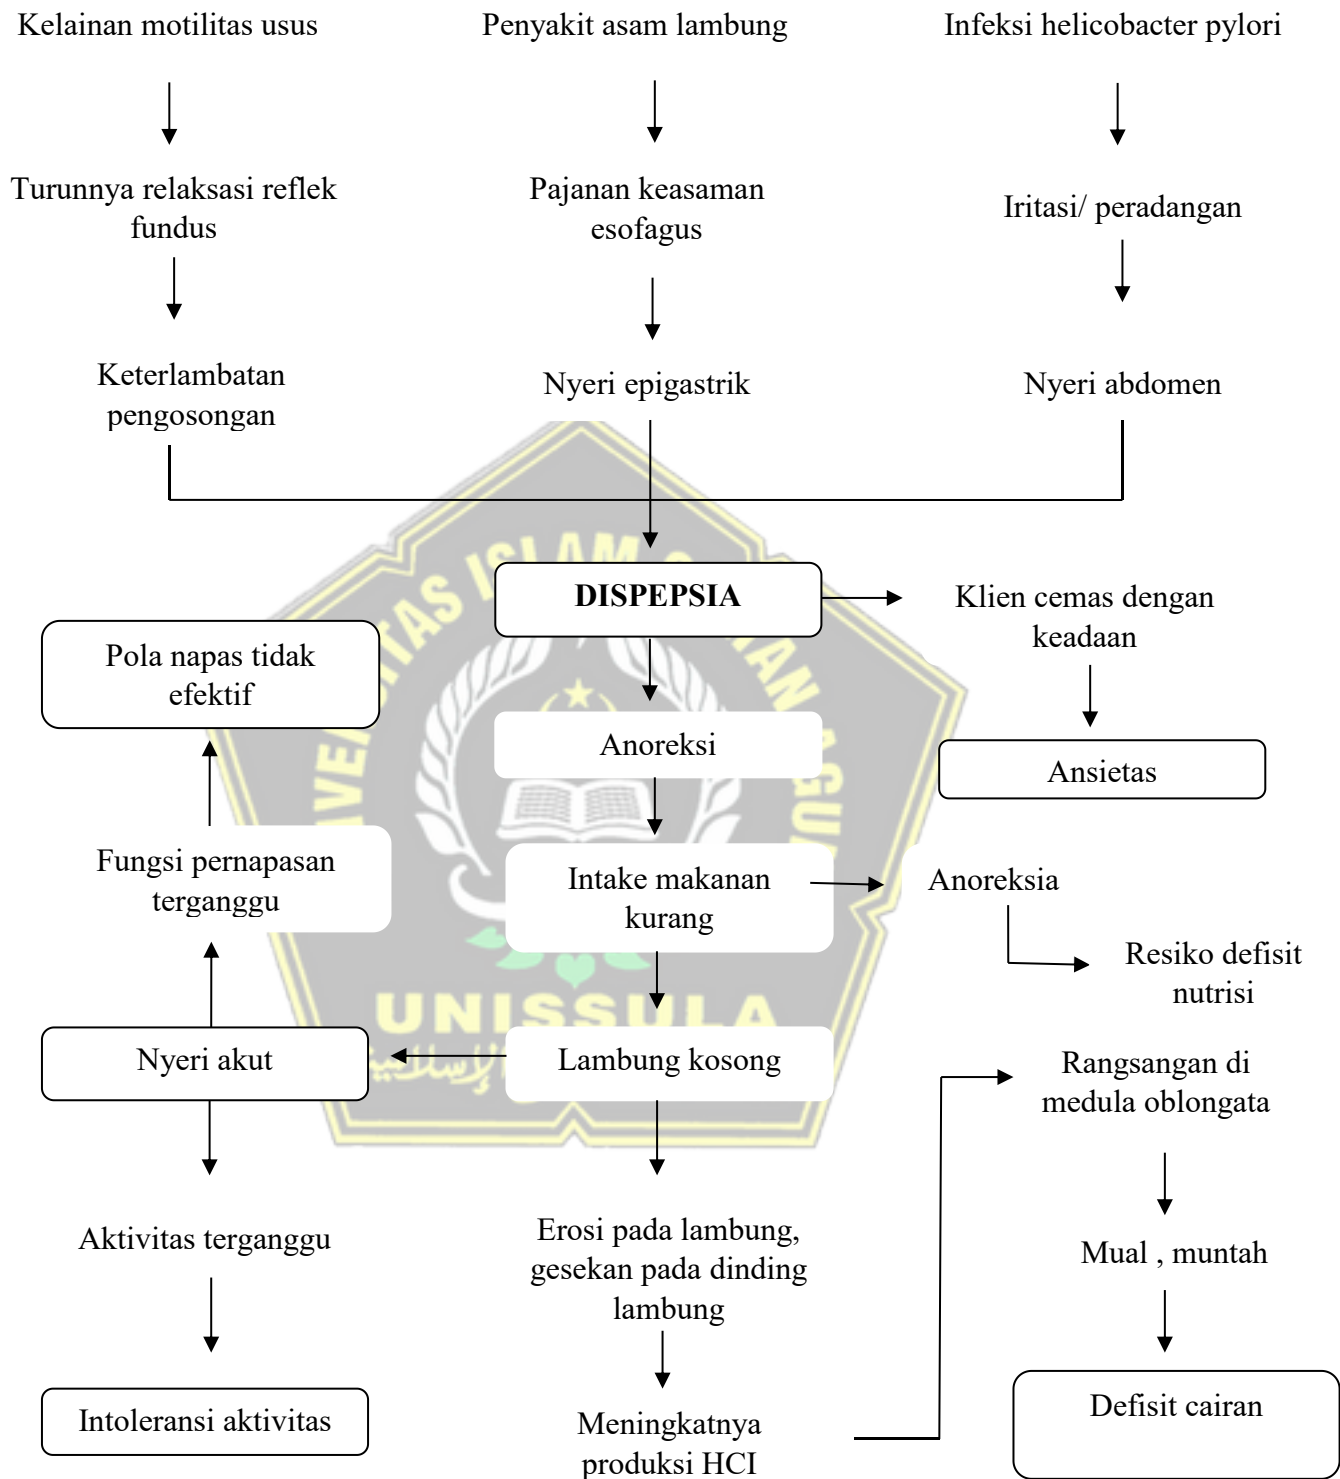 Kelainan motilitas usus
Penyakit asam lambung
Infeksi helicobacter pylori
Turunnya relaksasi reflek
fundus
Pajanan keasaman
esofagus
Iritasi/ peradangan
Keterlambatan
pengosongan
Nyeri epigastrik
Nyeri abdomen
DISPEPSIA
Klien cemas dengan
keadaan
Pola napas tidak
efektif
Anoreksi
Ansietas
Fungsi pernapasan
terganggu
Intake makanan
kurang
Anoreksia
Resiko defisit
nutrisi
UNISSULA
Nyeri akut
Lambung kosong
Rangsangan di
medula oblongata
Aktivitas terganggu
Erosi pada lambung,
gesekan pada dinding
lambung
Mual , muntah
Intoleransi aktivitas
Meningkatnya
produksi HCI
Defisit cairan